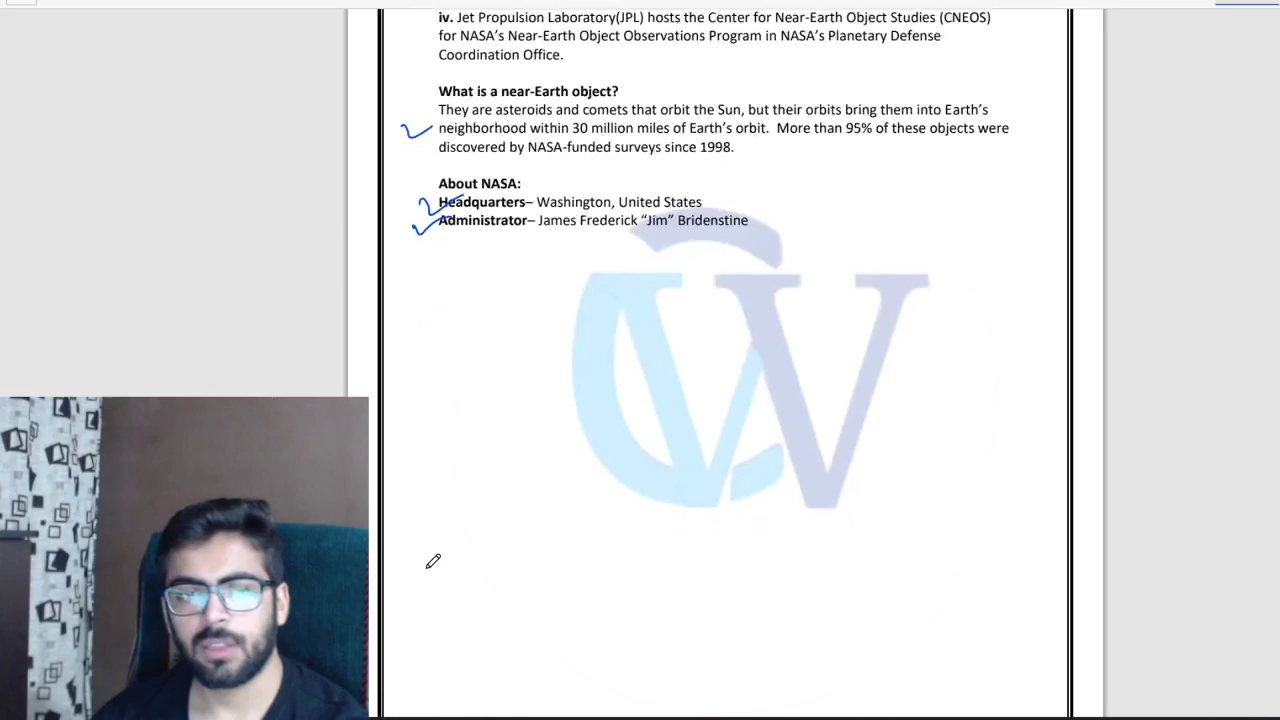 iv. Jet Propulsion Laboratory(JPL) hosts the Center for Near-Earth Object Studies (CNEOS)
for NASA’s Near-Earth Object Observations Program in NASA’s Planetary Defense
Coordination Office.
What is a near-Earth object?
They are asteroids and comets that orbit the Sun, but their orbits bring them into Earth’s
neighborhood within 30 million miles of Earth’s orbit.  More than 95% of these objects were
discovered by NASA-funded surveys since 1998.
About NASA:
Headquarters– Washington, United States
Administrator– James Frederick “Jim” Bridenstine
CW